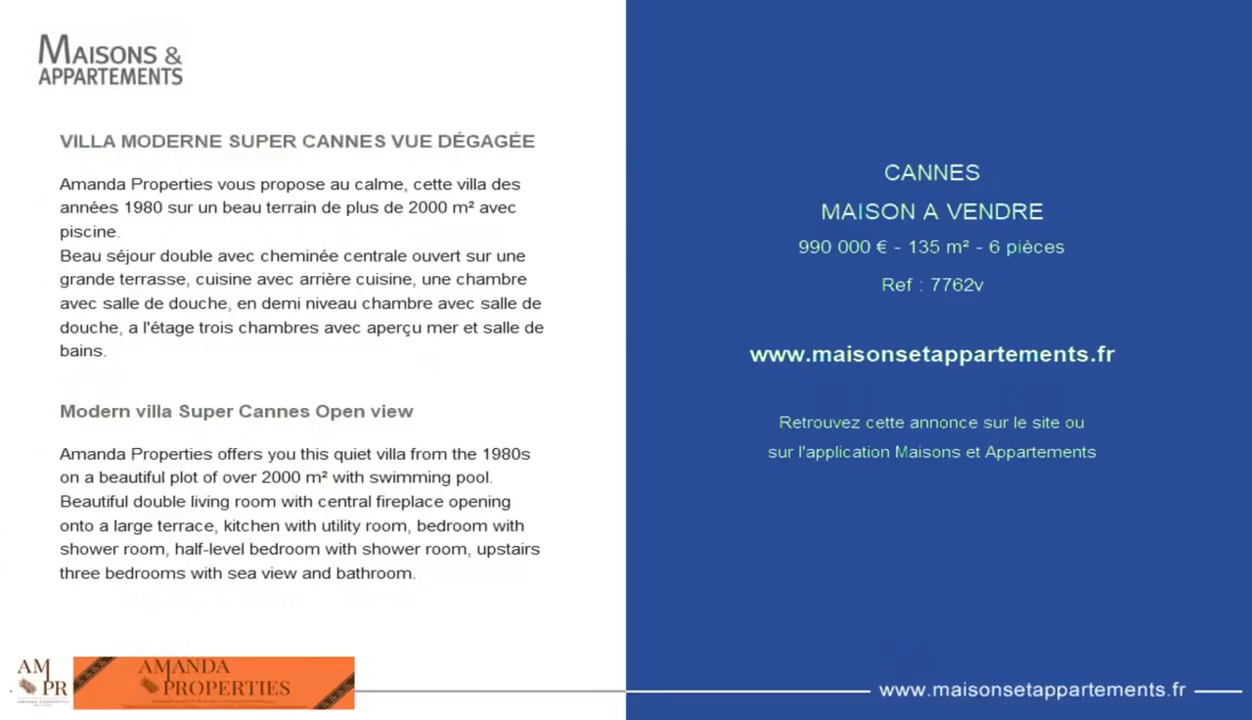 MAISONS &
APPARTEMENTS
VILLA MODERNE SUPER CANNES VUE DÉGAGÉE
Amanda Properties vous propose au calme, cette villa des
années 1980 sur un beau terrain de plus de 2000 m² avec
piscine.
Beau séjour double avec cheminée centrale ouvert sur une
grande terrasse, cuisine avec arrière cuisine, une chambre
avec salle de douche, en demi niveau chambre avec salle de
douche, a l'étage trois chambres avec aperçu mer et salle de
bains.
Modern villa Super Cannes Open view
Amanda Properties offers you this quiet villa from the 1980s
on a beautiful plot of over 2000 m² with swimming pool.
Beautiful double living room with central fireplace opening
onto a large terrace, kitchen with utility room, bedroom with
shower room, half-level bedroom with shower room, upstairs
three bedrooms with sea view and bathroom.
AM
PR
AMANDA
PROPERTIES
CANNES
MAISON A VENDRE
990 000 € - 135 m² - 6 pièces
Ref : 7762v
www.maisonsetappartements.fr
Retrouvez cette annonce sur le site ou
sur l'application Maisons et Appartements
www.maisonsetappartements.fr